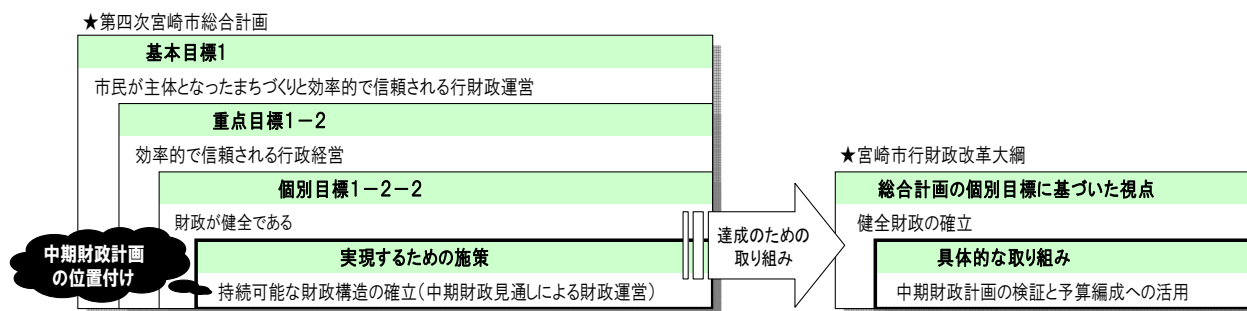 ★第四次宮崎市総合計画
基本目標1
市民が主体となったまちづくりと効率的で信頼される行財政運営
重点目標1－2
効率的で信頼される行政経営
個別目標1－2－2
財政が健全である
実現するための施策
持続可能な財政構造の確立（中期財政見通しによる財政運営）
中期財政計画
の位置付け
達成のための
取り組み
★宮崎市行財政改革大綱
総合計画の個別目標に基づいた視点
健全財政の確立
具体的な取り組み
中期財政計画の検証と予算編成への活用